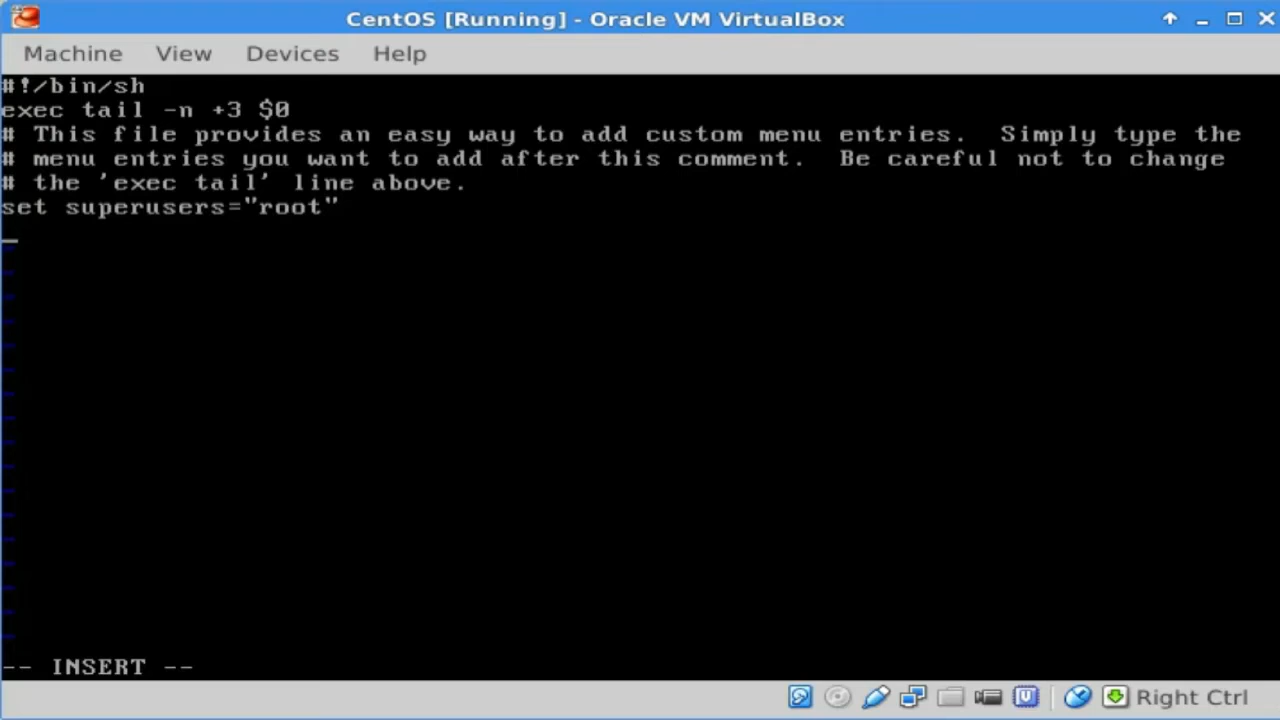 CentOS [Running] - Oracle VM VirtualBox
Machine View Devices Help
#!/bin/sh
exec tail -n +3 $0
# This file provides an easy way to add custom menu entries.  Simply type the
# menu entries you want to add after this comment.  Be careful not to change
# the 'exec tail' line above.
set superusers="root"
-- INSERT --
Right Ctrl